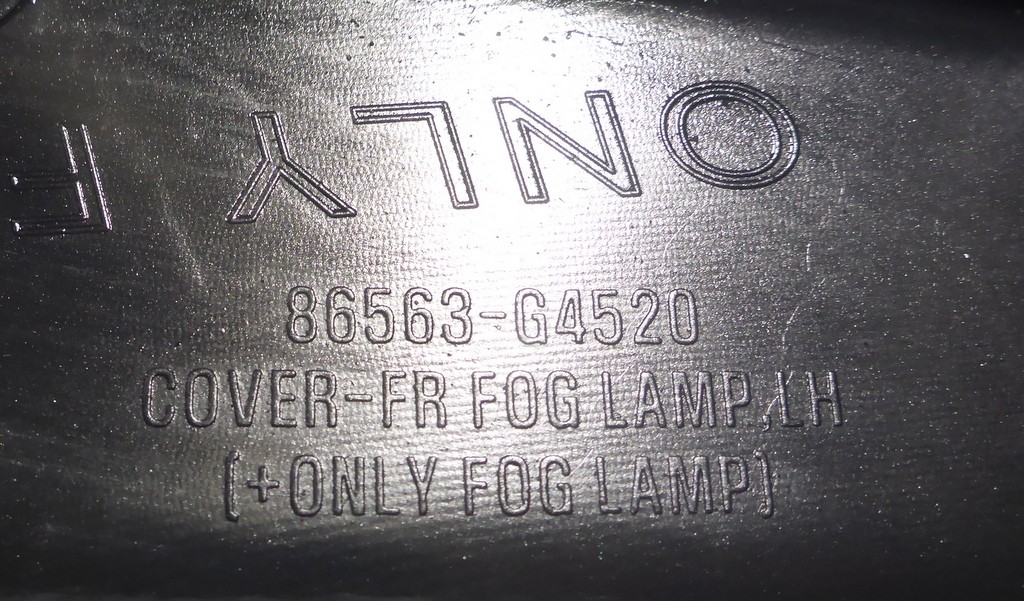 ONLY F
86563-G4520
COVER-FR FOG LAMP,LH
(+ONLY FOG LAMP)